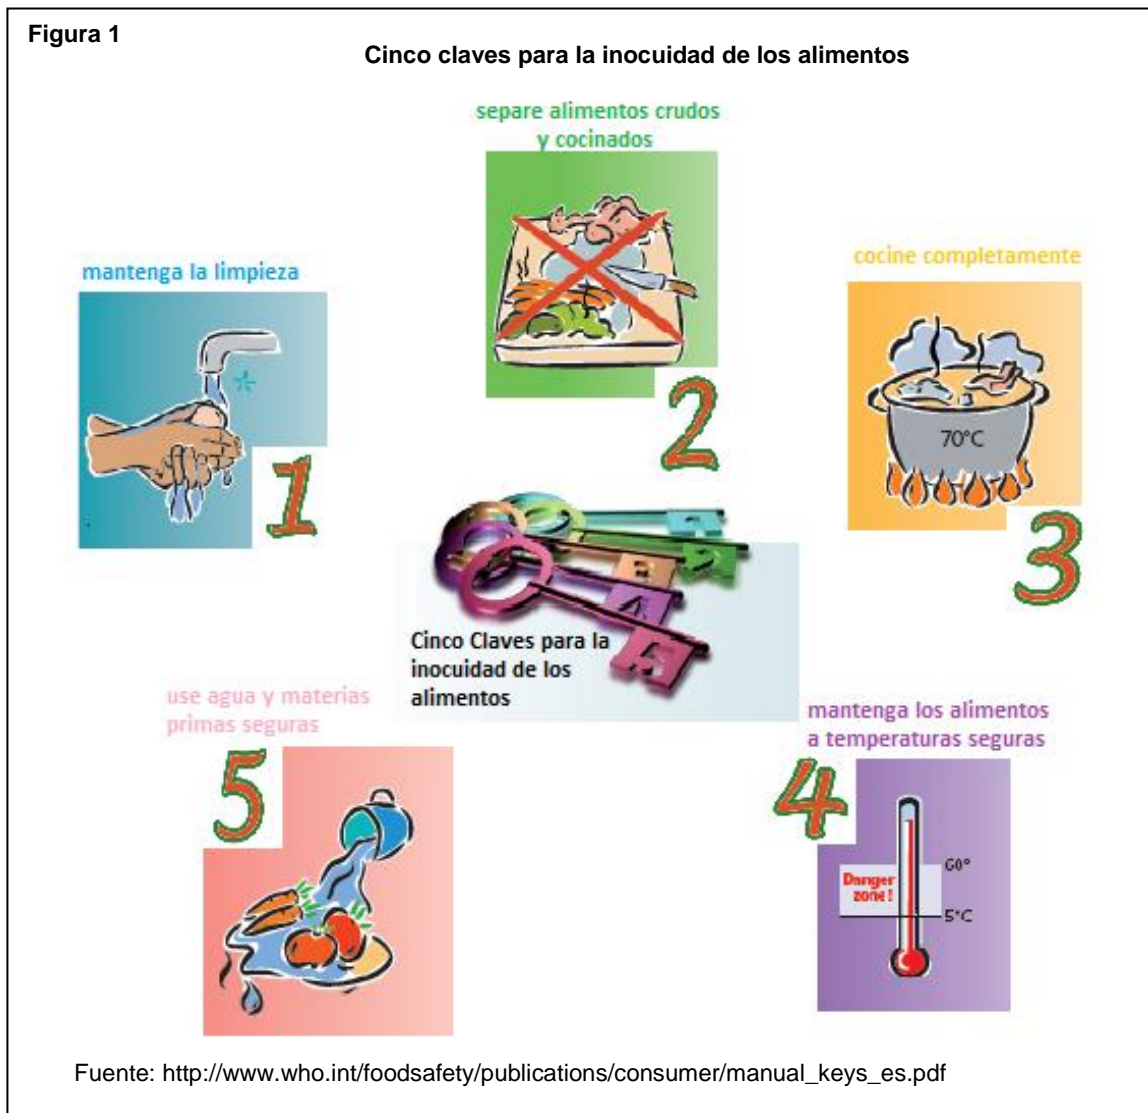 Figura 1
Cinco claves para la inocuidad de los alimentos
mantenga la limpieza
1
separe alimentos crudos
y cocinados
2
cocine completamente
70°C
3
Cinco Claves para la
inocuidad de los
alimentos
5
mantenga los alimentos
a temperaturas seguras
4
Danger
zone!
60°
5°C
use agua y materias
primas seguras
5
Fuente: http://www.who.int/foodsafety/publications/consumer/manual_keys_es.pdf